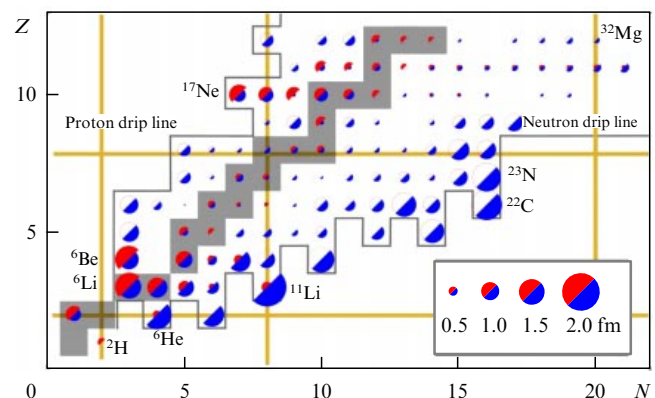 Z
³²Mg
¹⁷Ne
10
Proton drip line
Neutron drip line
²³N
²²C
5
⁶Be
⁶Li
¹¹Li
0.5 1.0 1.5 2.0 fm
⁶He
²H
0 5 10 15 20 N